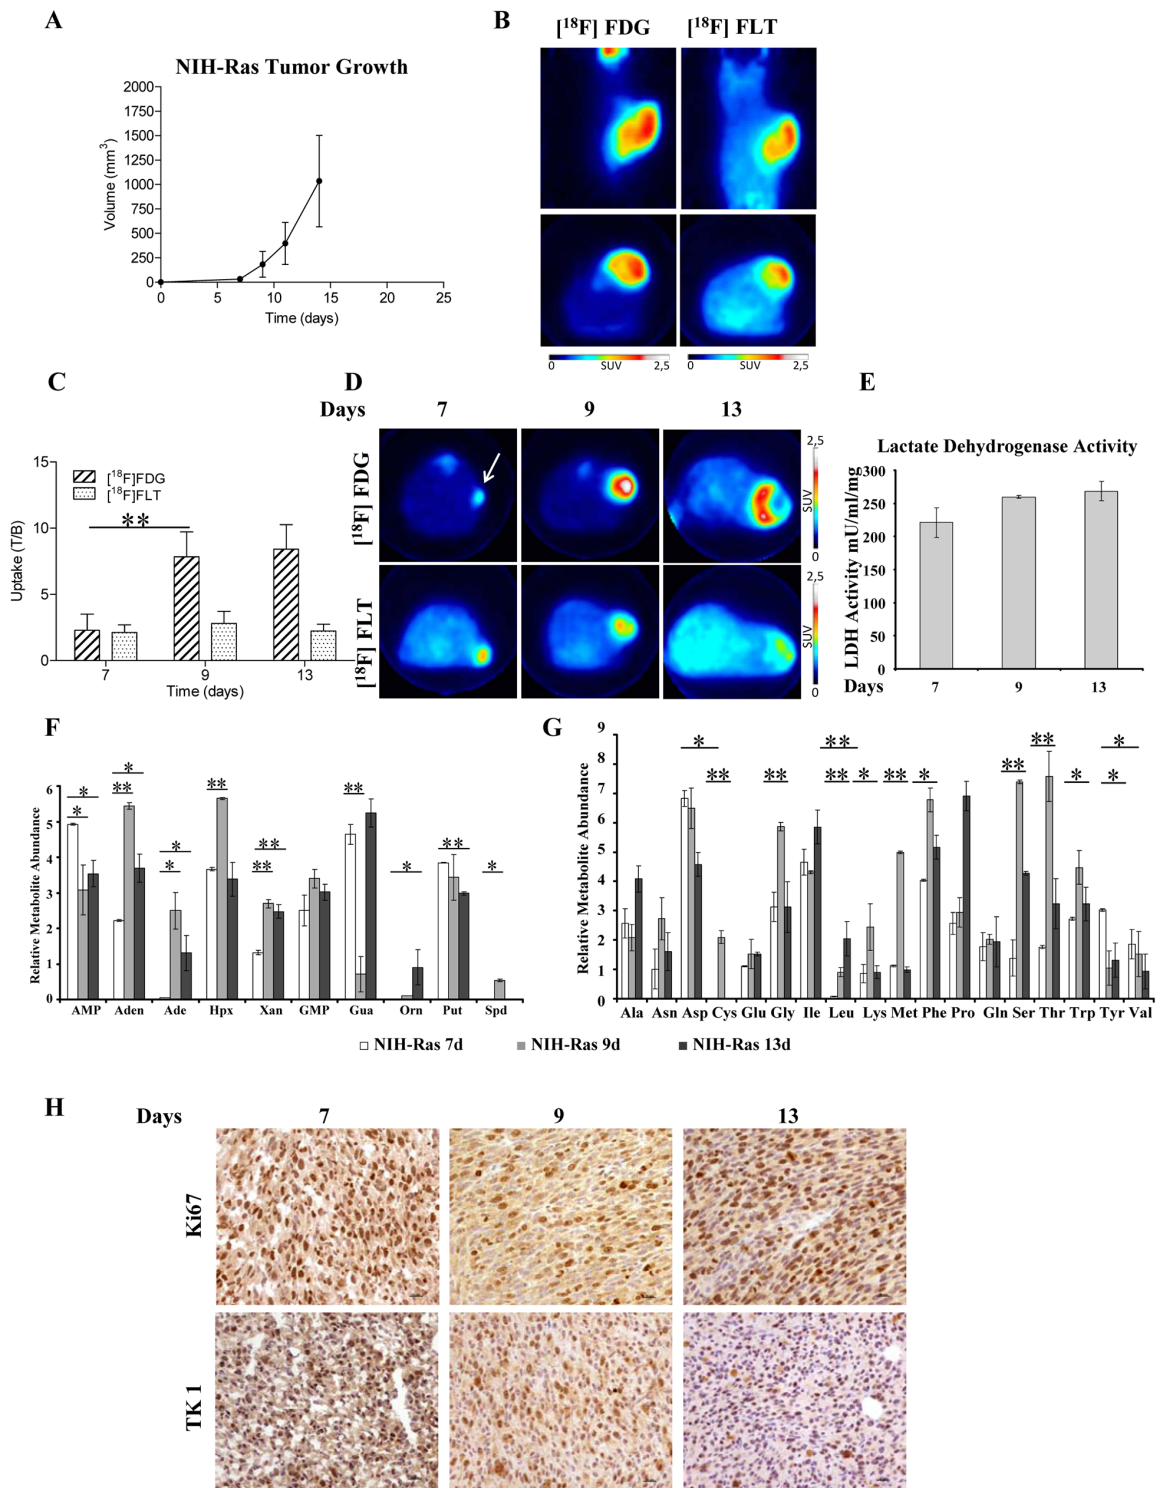 A
NIH-Ras Tumor Growth
2000
1750
1500
1250
1000
750
500
250
0
Volume (mm³)
0 5 10 15 20 25
Time (days)
B
[¹⁸F] FDG [¹⁸F] FLT
0 SUV 2,5
0 SUV 2,5
C
15
10
5
0
Uptake (T/B)
[¹⁸F]FDG
[¹⁸F]FLT
**
7 9 13
Time (days)
D
Days 7 9 13
[¹⁸F] FDG
2,5
SUV
0
[¹⁸F] FLT
2,5
SUV
0
E
Lactate Dehydrogenase Activity
300
250
200
150
100
50
0
LDH Activity mU/ml/mg
Days 7 9 13
F
6
5
4
3
2
1
0
Relative Metabolite Abundance
* * * ** * * ** ** ** ** * ** *
AMP Aden Ade Hpx Xan GMP Gua Orn Put Spd
G
9
8
7
6
5
4
3
2
1
0
Relative Metabolite Abundance
* ** ** ** ** * ** * ** ** * * *
Ala Asn Asp Cys Glu Gly Ile Leu Lys Met Phe Pro Gln Ser Thr Trp Tyr Val
NIH-Ras 7d NIH-Ras 9d NIH-Ras 13d
H
Days 7 9 13
Ki67
TK 1